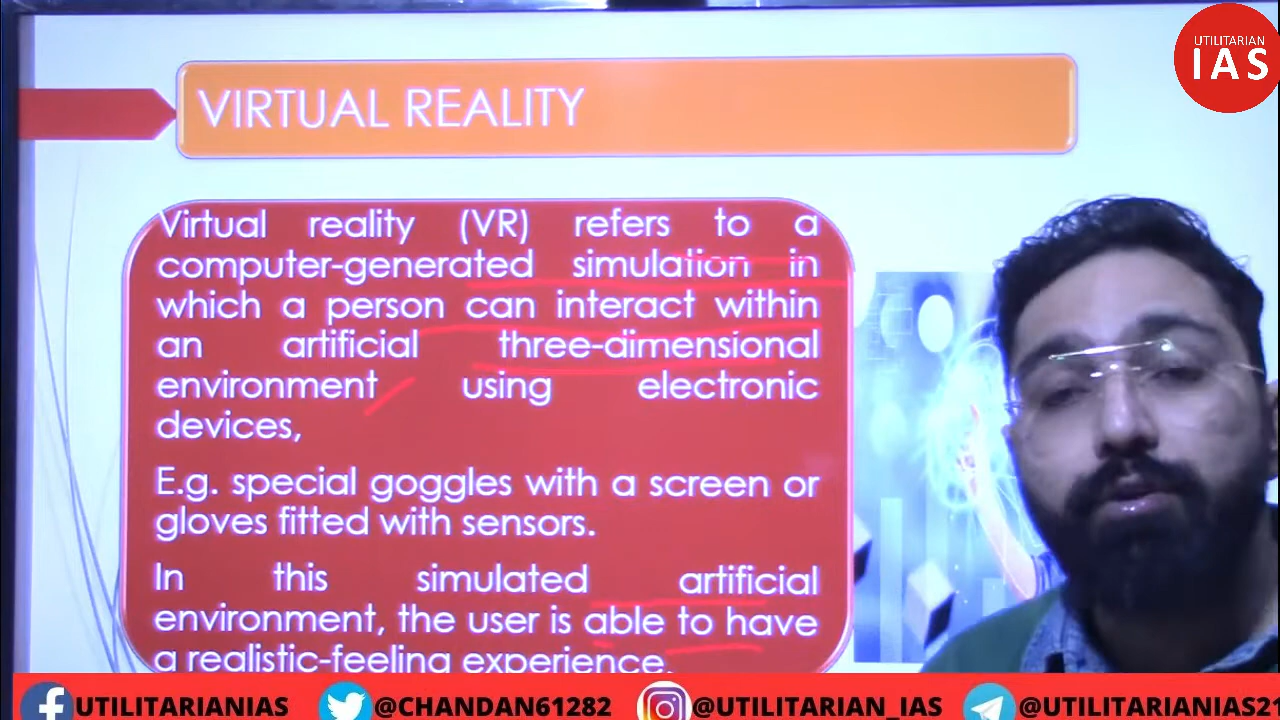 UTILITARIAN
IAS
VIRTUAL REALITY
Virtual reality (VR) refers to a
computer-generated simulation in
which a person can interact within
an artificial three-dimensional
environment using electronic
devices,
E.g. special goggles with a screen or
gloves fitted with sensors.
In this simulated artificial
environment, the user is able to have
a realistic-feeling experience.
UTILITARIANIAS @CHANDAN61282 @UTILITARIAN_IAS @UTILITARIANIAS21